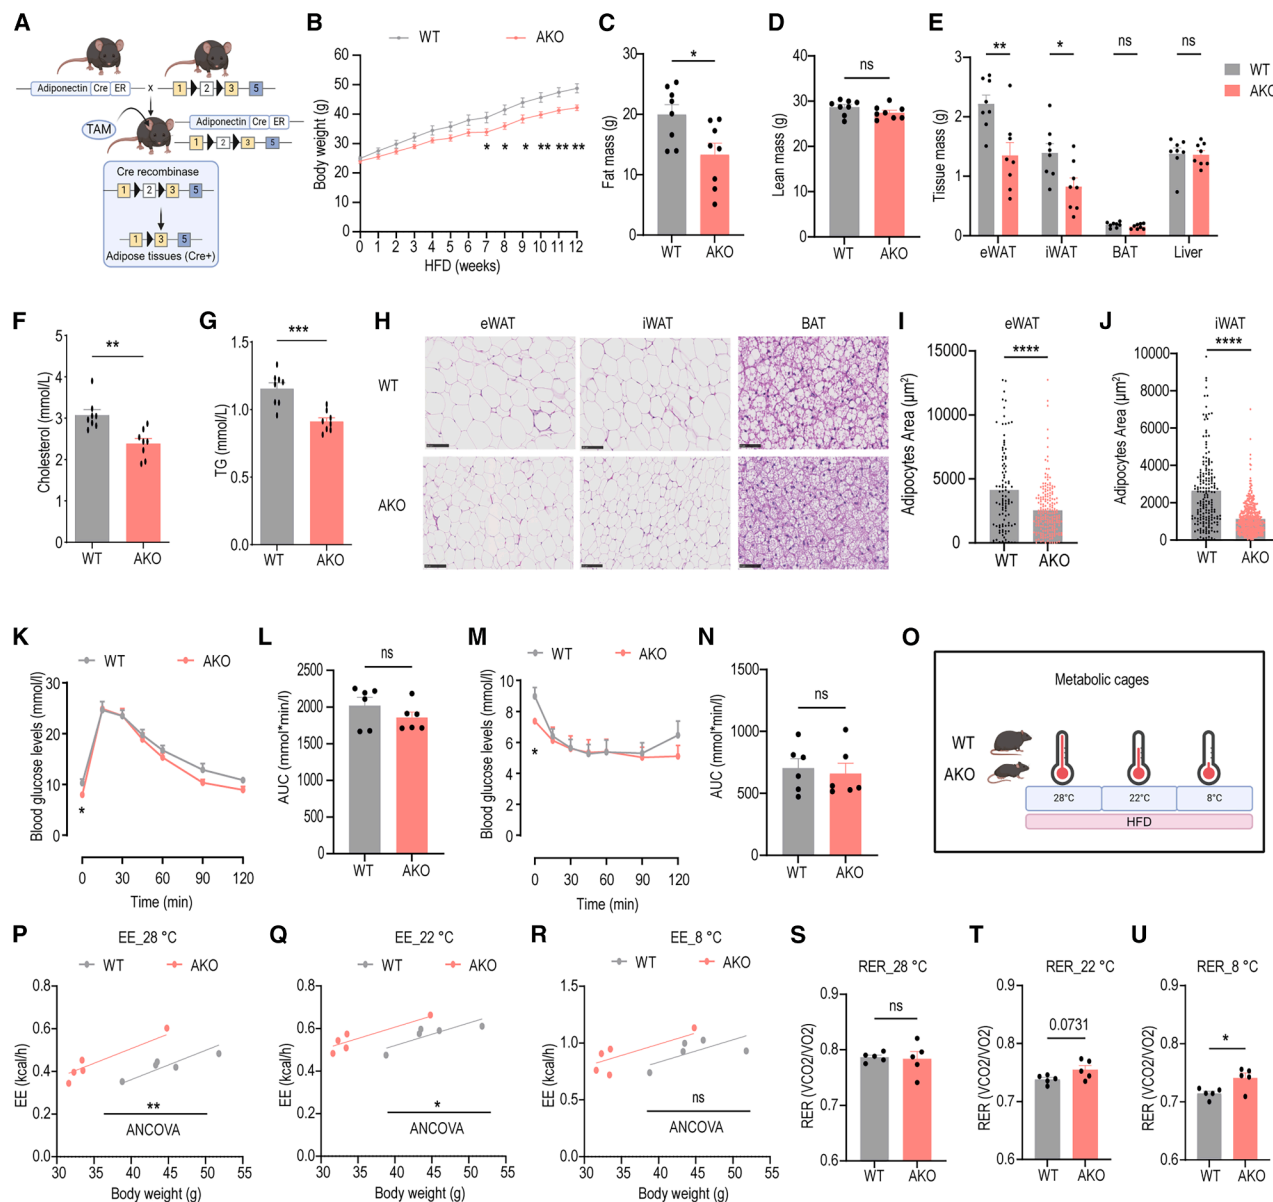 A
Adiponectin Cre ER
x
1 2 3 5
TAM
Adiponectin Cre ER
1 2 3 5
Cre recombinase
1 2 3 5
1 3 5
Adipose tissues (Cre+)
B
WT AKO
Body weight (g)
60
50
40
30
20
10
0
* * * ** ** **
0 1 2 3 4 5 6 7 8 9 10 11 12
HFD (weeks)
C
Fat mass (g)
30
20
10
0
*
WT AKO
D
Lean mass (g)
40
30
20
10
0
ns
WT AKO
E
Tissue mass (g)
3
2
1
0
** * ns ns
eWAT iWAT BAT Liver
WT
AKO
F
Cholesterol (mmol/L)
5
4
3
2
1
0
**
WT AKO
G
TG (mmol/L)
1.5
1.0
0.5
0.0
***
WT AKO
H
eWAT iWAT BAT
WT
AKO
I
eWAT
Adipocytes Area (µm²)
15000
10000
5000
0
****
WT AKO
J
iWAT
Adipocytes Area (µm²)
10000
8000
6000
4000
2000
0
****
WT AKO
K
WT AKO
Blood glucose levels (mmol/l)
30
20
10
0
*
0 30 60 90 120
Time (min)
L
AUC (mmol*min/l)
2500
2000
1500
1000
500
0
ns
WT AKO
M
WT AKO
Blood glucose levels (mmol/l)
10
8
6
4
2
0
*
0 30 60 90 120
Time (min)
N
AUC (mmol*min/l)
1500
1000
500
0
ns
WT AKO
O
Metabolic cages
WT
AKO
28°C 22°C 8°C
HFD
P
EE_28 °C
WT AKO
EE (kcal/h)
0.8
0.6
0.4
0.2
0.0
**
ANCOVA
30 35 40 45 50 55
Body weight (g)
Q
EE_22 °C
WT AKO
EE (kcal/h)
0.8
0.6
0.4
0.2
0.0
*
ANCOVA
30 35 40 45 50 55
Body weight (g)
R
EE_8 °C
WT AKO
EE (kcal/h)
1.5
1.0
0.5
0.0
ns
ANCOVA
30 35 40 45 50 55
Body weight (g)
S
RER_28 °C
RER (VCO2/VO2)
0.9
0.8
0.7
0.6
ns
WT AKO
T
RER_22 °C
RER (VCO2/VO2)
0.9
0.8
0.7
0.6
0.0731
WT AKO
U
RER_8 °C
RER (VCO2/VO2)
0.9
0.8
0.7
0.6
*
WT AKO